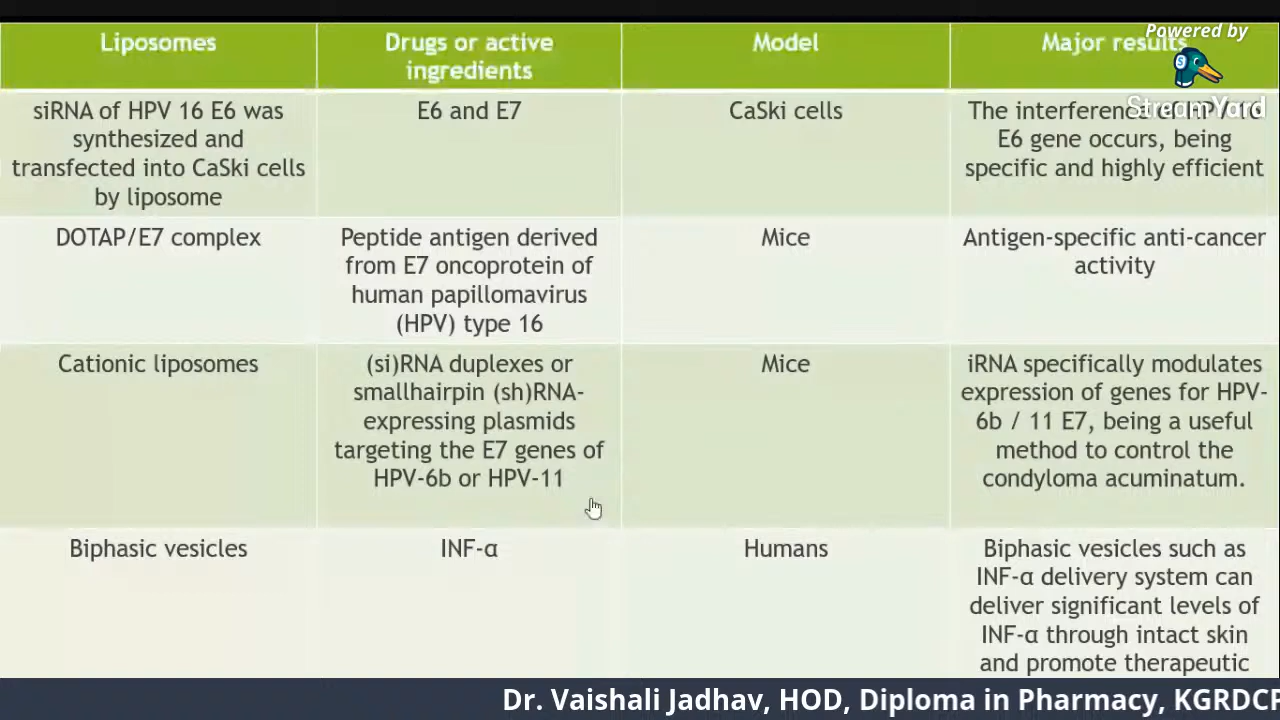 Powered by
StreamYard
Liposomes
Drugs or active
ingredients
Model
Major results
siRNA of HPV 16 E6 was
synthesized and
transfected into CaSki cells
by liposome
E6 and E7
CaSki cells
The interference
E6 gene occurs, being
specific and highly efficient
DOTAP/E7 complex
Peptide antigen derived
from E7 oncoprotein of
human papillomavirus
(HPV) type 16
Mice
Antigen-specific anti-cancer
activity
Cationic liposomes
(si)RNA duplexes or
smallhairpin (sh)RNA-
expressing plasmids
targeting the E7 genes of
HPV-6b or HPV-11
Mice
iRNA specifically modulates
expression of genes for HPV-
6b / 11 E7, being a useful
method to control the
condyloma acuminatum.
Biphasic vesicles
INF-α
Humans
Biphasic vesicles such as
INF-α delivery system can
deliver significant levels of
INF-α through intact skin
and promote therapeutic
Dr. Vaishali Jadhav, HOD, Diploma in Pharmacy,